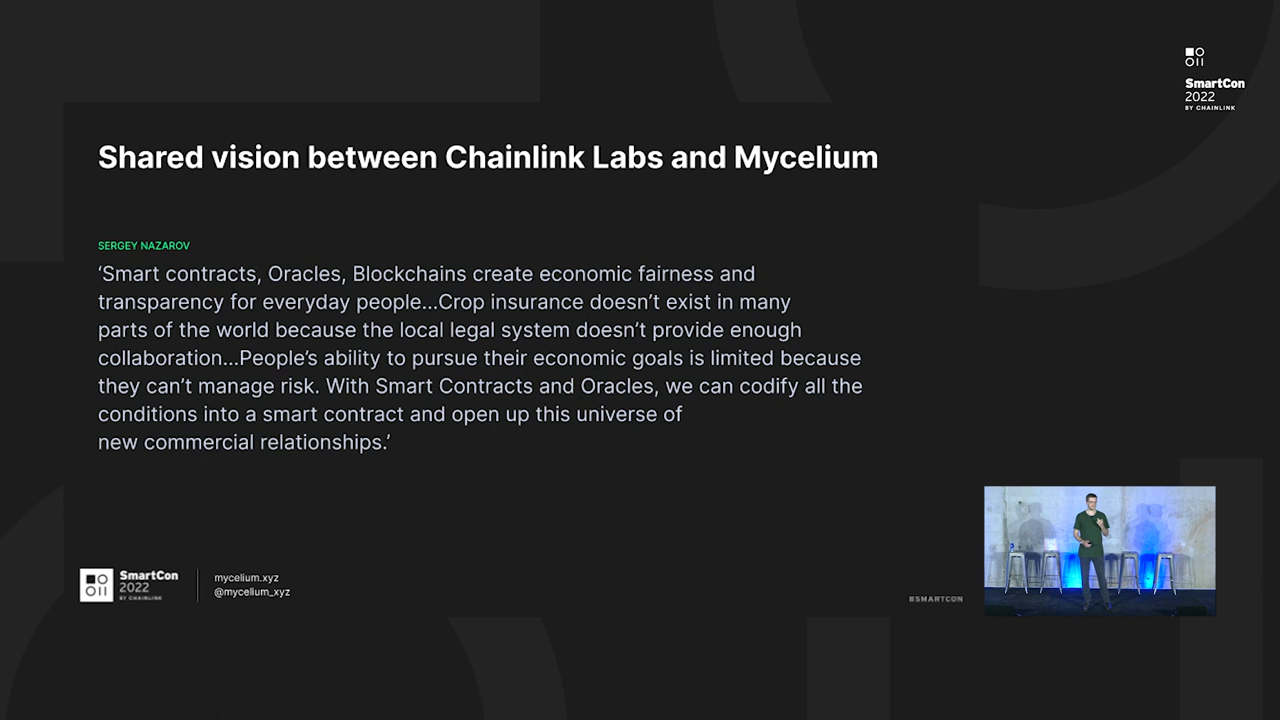 SmartCon
2022
BY CHAINLINK
Shared vision between Chainlink Labs and Mycelium
SERGEY NAZAROV
‘Smart contracts, Oracles, Blockchains create economic fairness and
transparency for everyday people...Crop insurance doesn’t exist in many
parts of the world because the local legal system doesn’t provide enough
collaboration...People’s ability to pursue their economic goals is limited because
they can’t manage risk. With Smart Contracts and Oracles, we can codify all the
conditions into a smart contract and open up this universe of
new commercial relationships.’
SmartCon
2022
BY CHAINLINK
mycelium.xyz
@mycelium_xyz
#SMARTCON